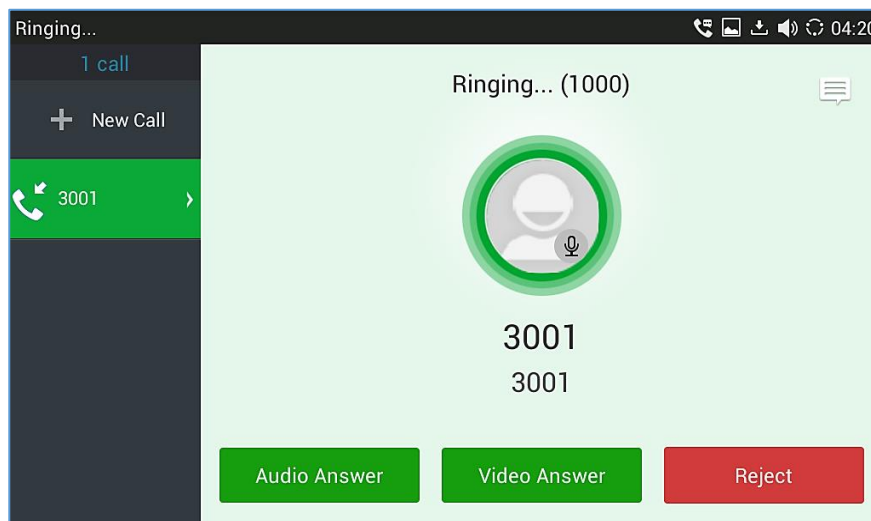 Ringing...
04:20
1 call
New Call
3001
Ringing... (1000)
3001
3001
Audio Answer
Video Answer
Reject